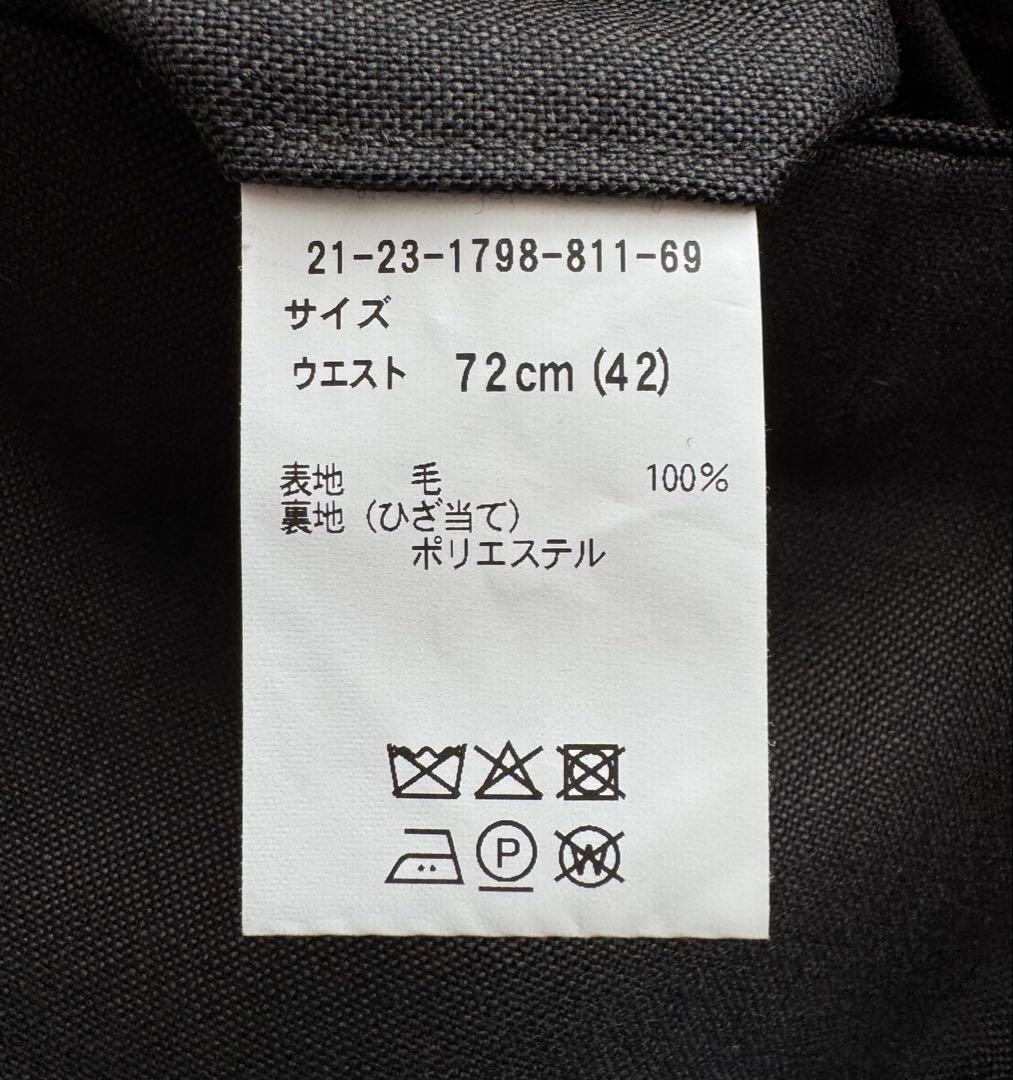 21-23-1798-811-69
サイズ
ウエスト 72cm (42)
表地 毛 100%
裏地 (ひざ当て)
ポリエステル
P
W